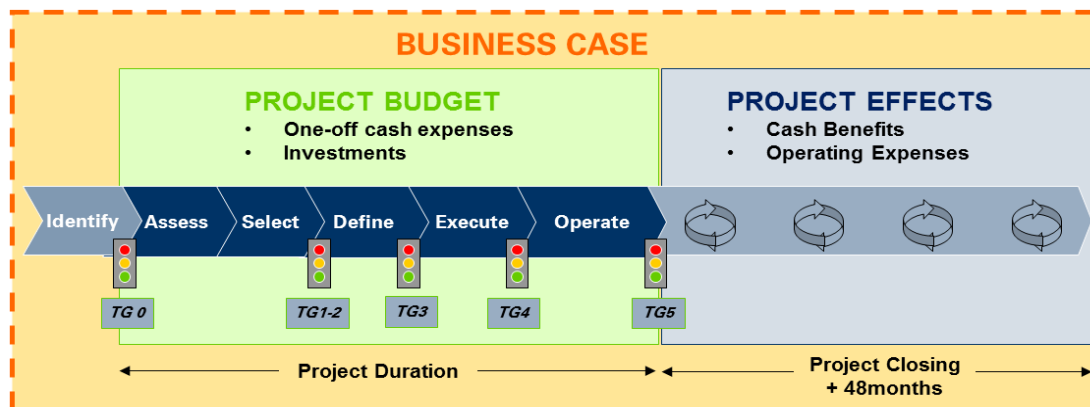 BUSINESS CASE
PROJECT BUDGET
• One-off cash expenses
• Investments
PROJECT EFFECTS
• Cash Benefits
• Operating Expenses
Identify
Assess
Select
Define
Execute
Operate
TG 0
TG1-2
TG3
TG4
TG5
Project Duration
Project Closing
+ 48months